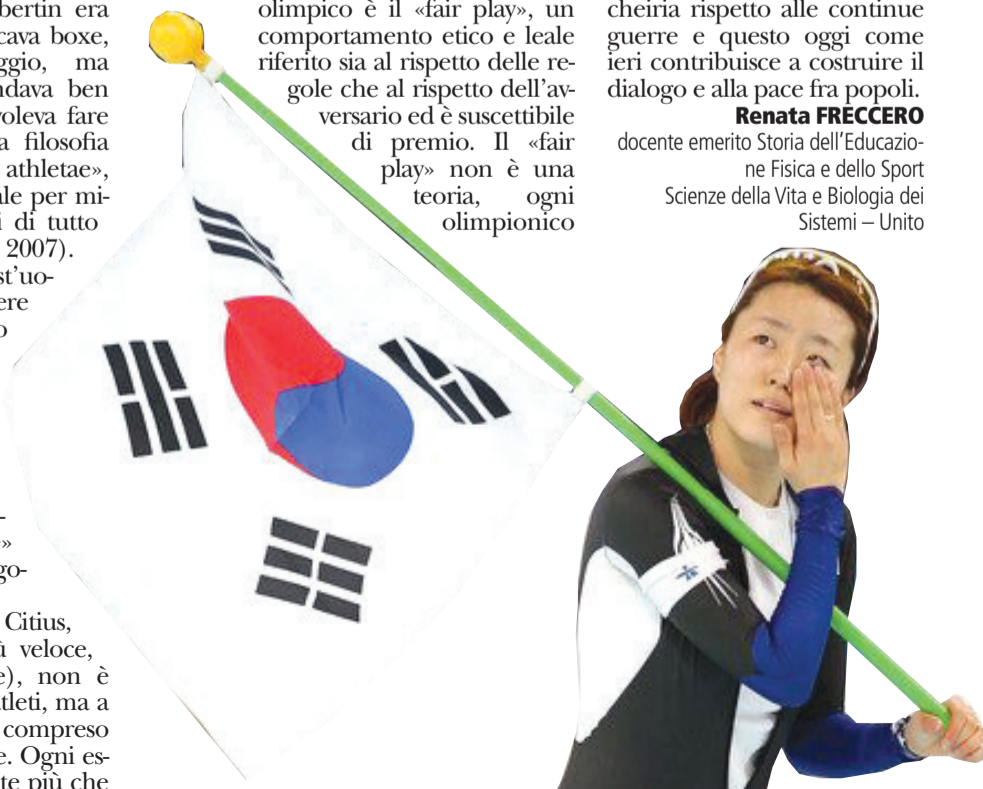 bertin era
cava boxe,
ggio, ma
ndava ben
voleva fare
a filosofia
athletae»,
ale per mi-
i di tutto
2007).
st'uo-
ere
o
-
»
go-
Citius,
ù veloce,
e), non è
tleti, ma a
compreso
e. Ogni es-
te più che
olimpico è il «fair play», un
comportamento etico e leale
riferito sia al rispetto delle re-
gole che al rispetto dell'av-
versario ed è suscettibile
di premio. Il «fair
play» non è una
teoria, ogni
olimpionico
cheiria rispetto alle continue
guerre e questo oggi come
ieri contribuisce a costruire il
dialogo e alla pace fra popoli.
Renata FRECCERO
docente emerito Storia dell'Educazio-
ne Fisica e dello Sport
Scienze della Vita e Biologia dei
Sistemi – Unito